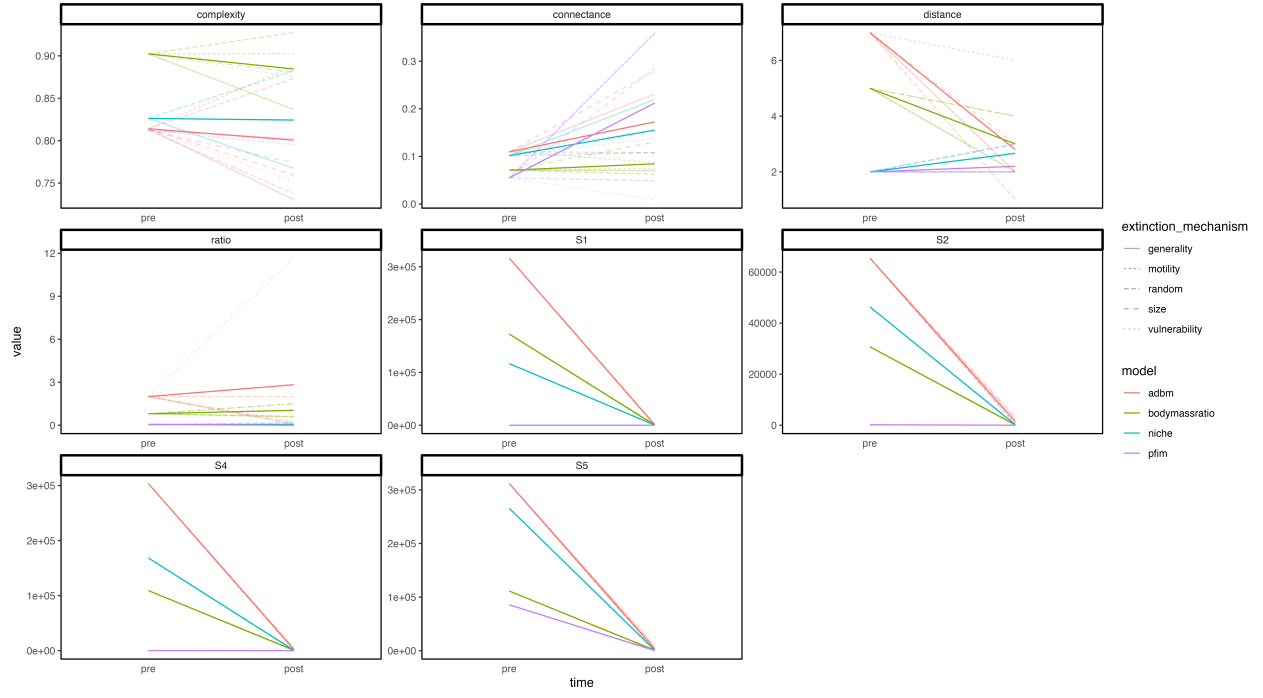 complexity
connectance
distance
0.90
0.85
0.80
0.75
0.3
0.2
0.1
0.0
6
4
2
pre
post
pre
post
pre
post
ratio
S1
S2
12
9
6
3
0
3e+05
2e+05
1e+05
0e+00
60000
40000
20000
0
pre
post
pre
post
pre
post
S4
S5
3e+05
2e+05
1e+05
0e+00
3e+05
2e+05
1e+05
0e+00
pre
post
pre
post
value
time
extinction_mechanism
generality
motility
random
size
vulnerability
model
adbm
bodymassratio
niche
pfim